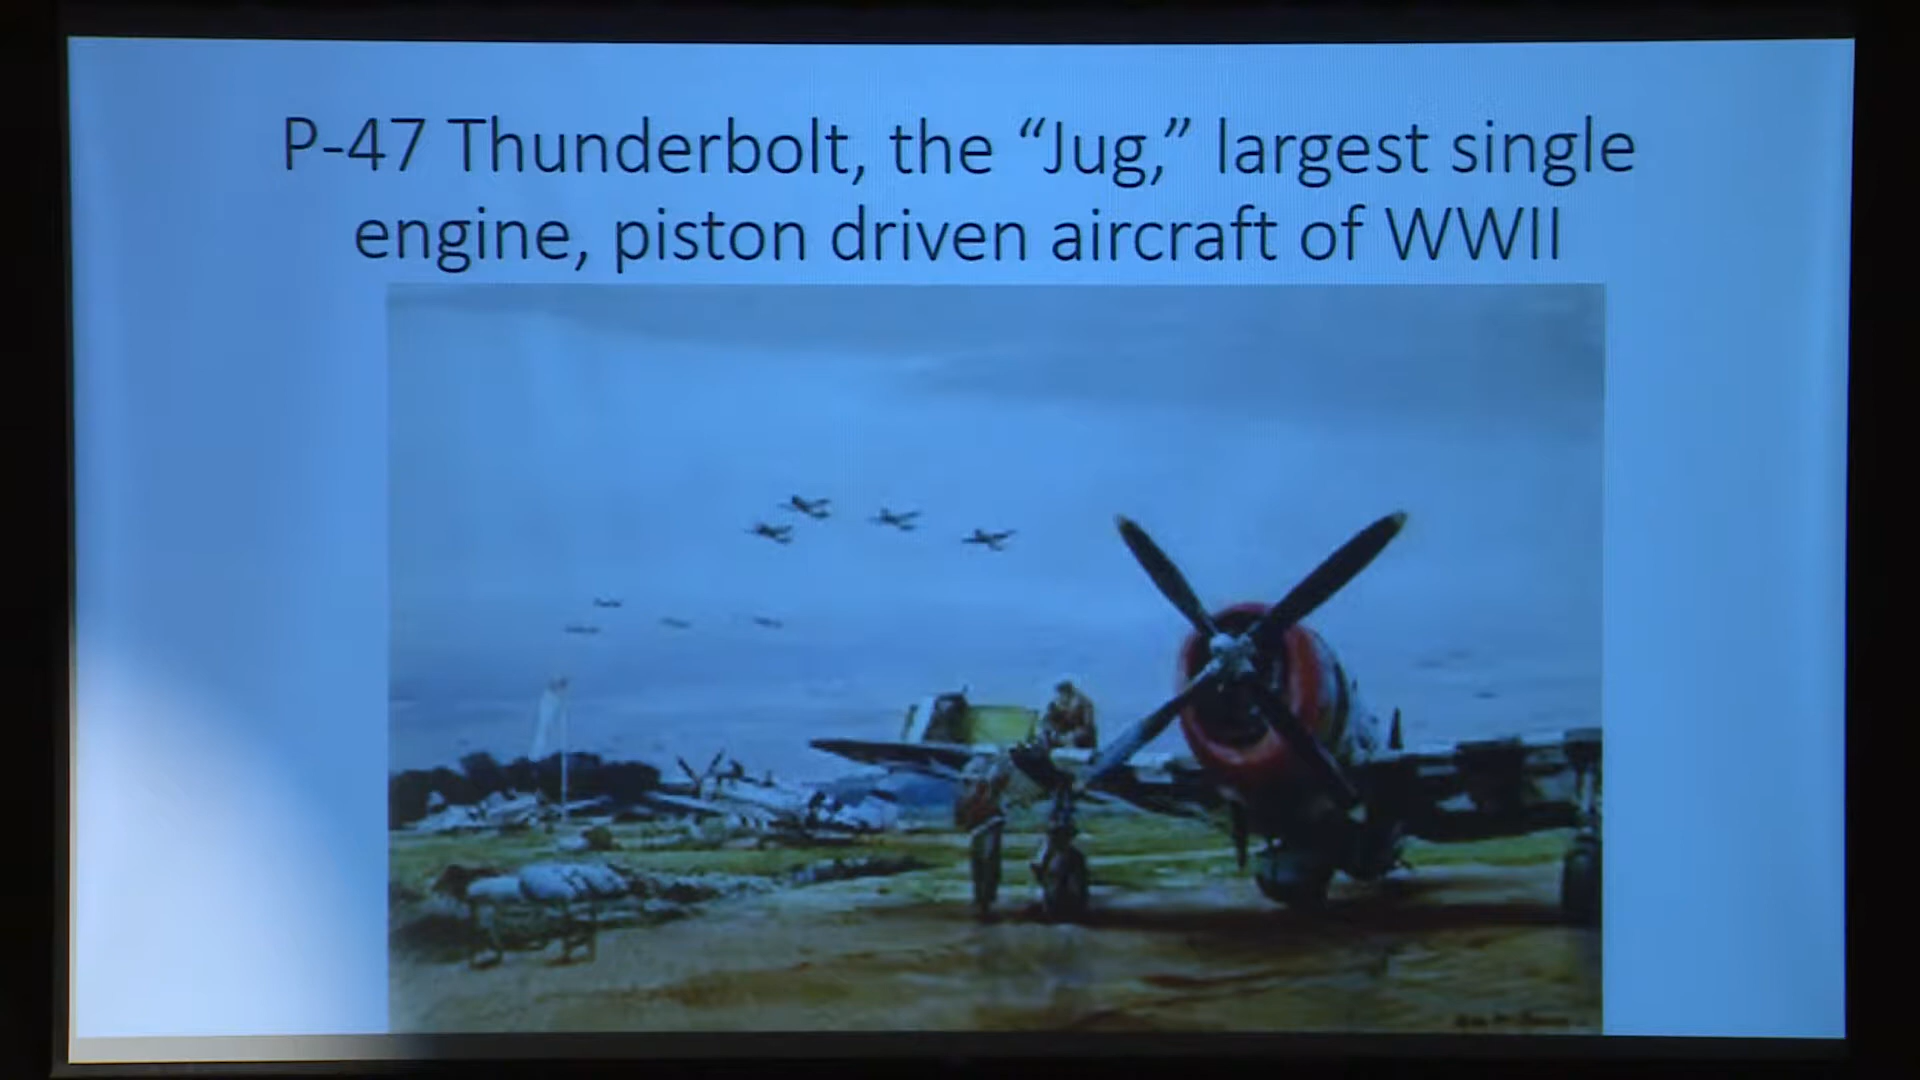 P-47 Thunderbolt, the “Jug,” largest single
engine, piston driven aircraft of WWII